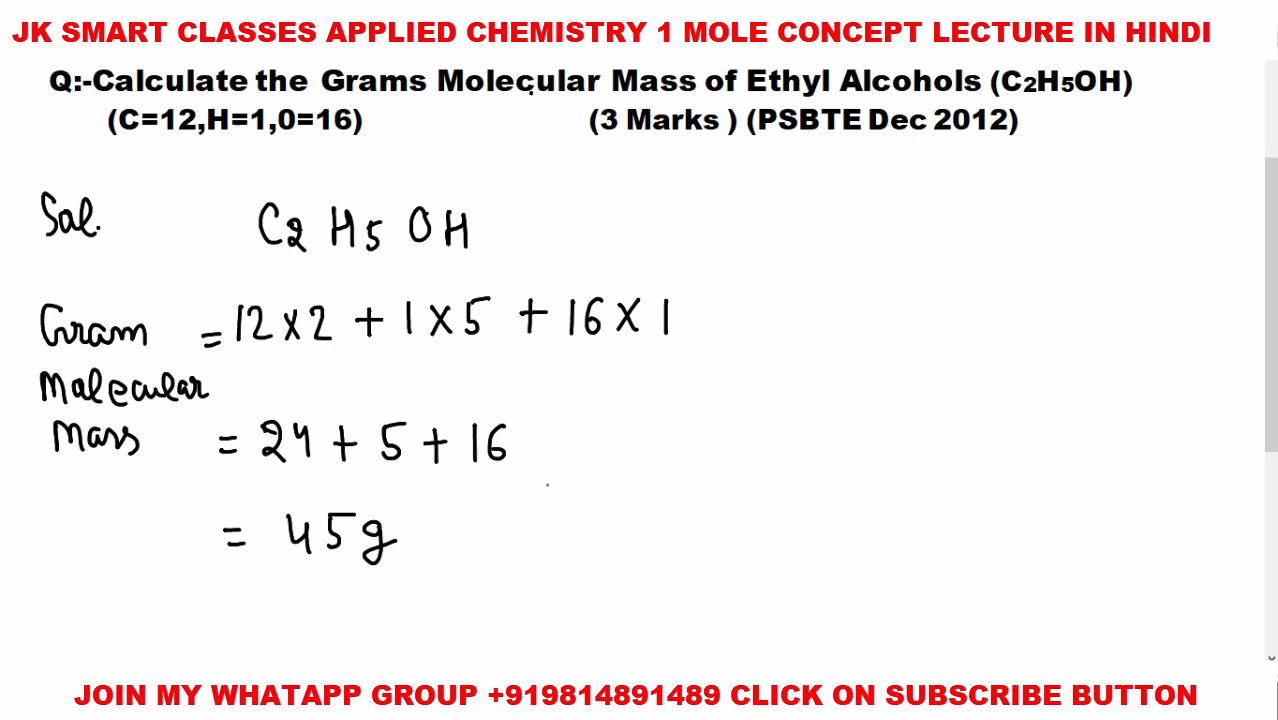 JK SMART CLASSES APPLIED CHEMISTRY 1 MOLE CONCEPT LECTURE IN HINDI
Q:-Calculate the Grams Molecular Mass of Ethyl Alcohols (C2H5OH)
(C=12,H=1,0=16) (3 Marks ) (PSBTE Dec 2012)
Sol. C2 H5 OH
Gram = 12 x 2 + 1 x 5 + 16 x 1
Molecular
Mass = 24 + 5 + 16
= 45g
JOIN MY WHATAPP GROUP +919814891489 CLICK ON SUBSCRIBE BUTTON